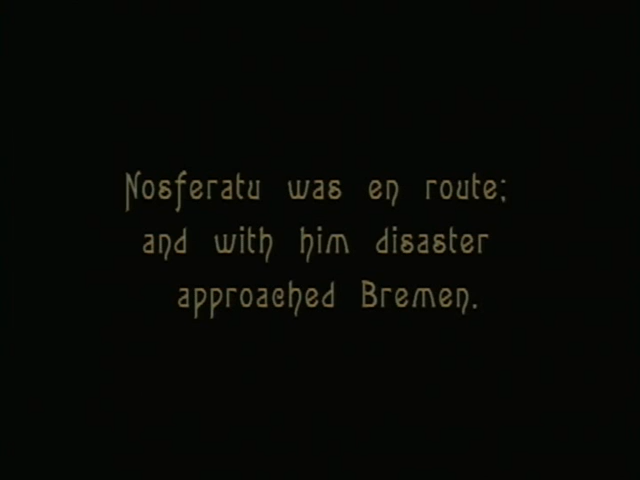 Nosferatu was en route;
and with him disaster
approached Bremen.